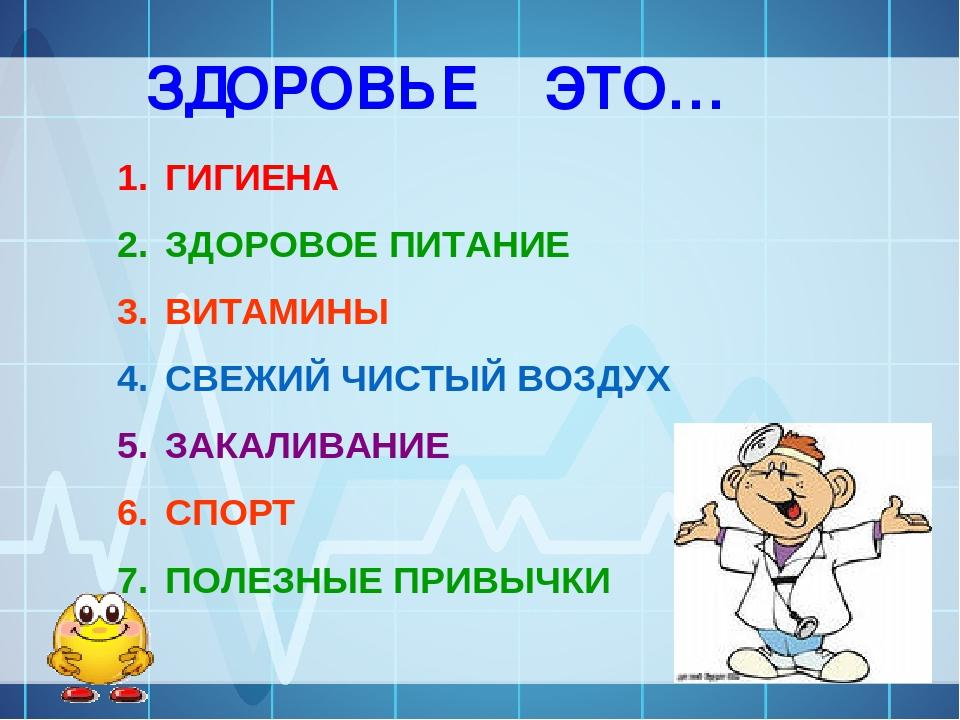 ЗДОРОВЬЕ ЭТО...
1. ГИГИЕНА
2. ЗДОРОВОЕ ПИТАНИЕ
3. ВИТАМИНЫ
4. СВЕЖИЙ ЧИСТЫЙ ВОЗДУХ
5. ЗАКАЛИВАНИЕ
6. СПОРТ
7. ПОЛЕЗНЫЕ ПРИВЫЧКИ